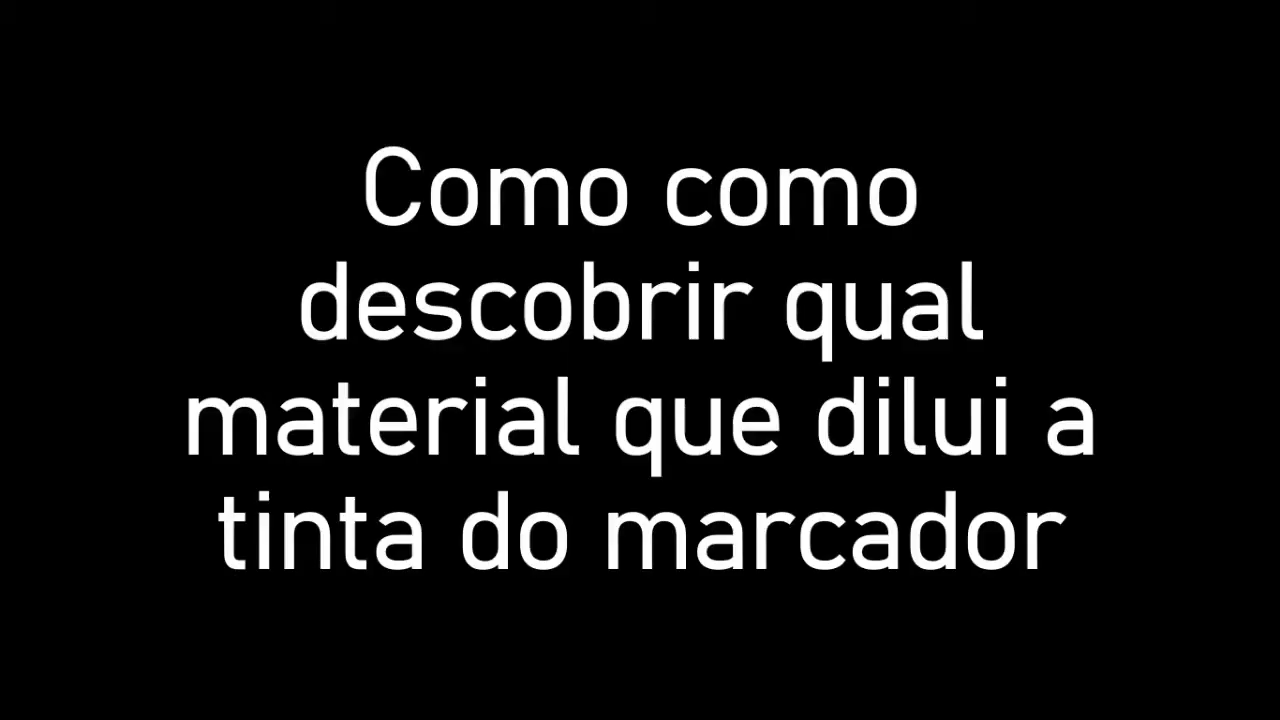 Como como
descobrir qual
material que dilui a
tinta do marcador